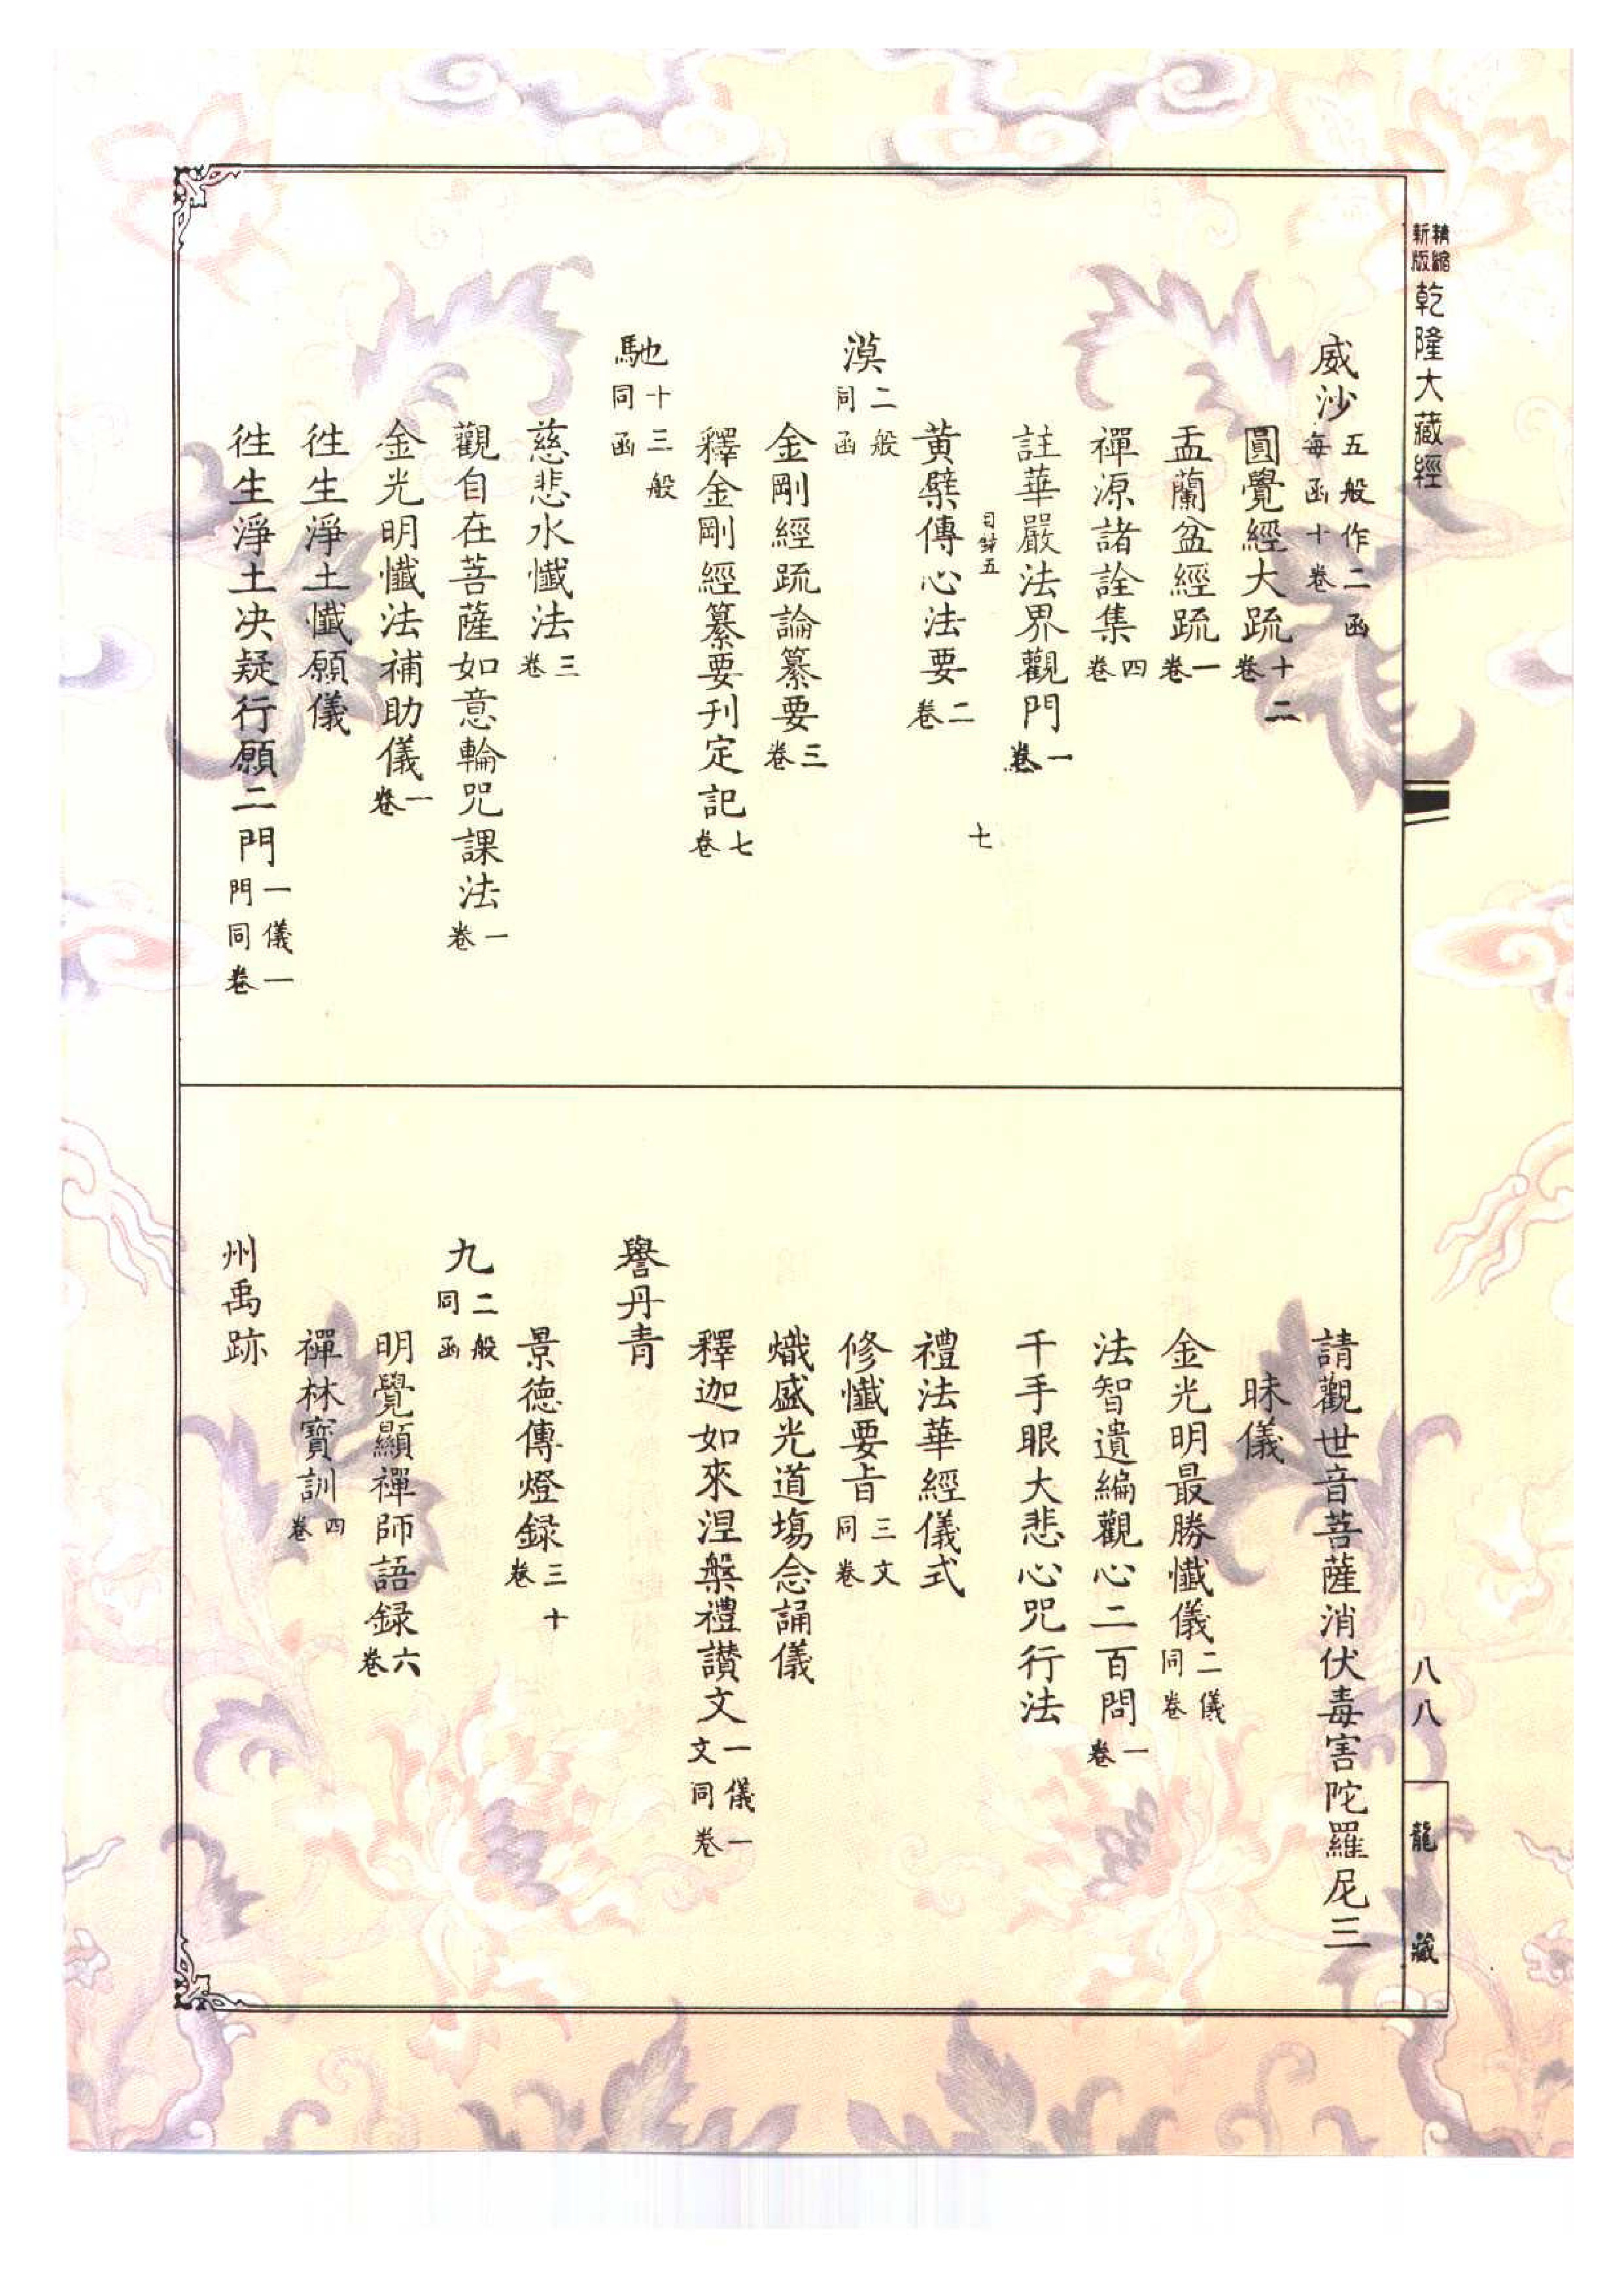 精縮新版乾隆大藏經
八八
龍藏
威沙五般作二函每函十卷
圓覺經大疏十二卷
盂蘭盆經疏一卷
禪源諸詮集四卷
註華嚴法界觀門一卷
目錄五
七
黃檗傳心法要二卷
漠二般同函
金剛經疏論纂要三卷
釋金剛經纂要刊定記七卷
馳十三般同函
慈悲水懺法三卷
觀自在菩薩如意輪咒課法一卷
金光明懺法補助儀一卷
徃生淨土懺願儀
徃生淨土决疑行願二門一儀一門同卷
請觀世音菩薩消伏毒害陀羅尼三
昧儀
金光明最勝懺儀二儀同卷
法智遺編觀心二百問一卷
千手眼大悲心咒行法
禮法華經儀式
修懺要旨三文同卷
熾盛光道塲念誦儀
釋迦如來涅槃禮讚文一儀一文同卷
譽丹青
景德傳燈録三十卷
九二般同函
明覺顯禪師語録六卷
禪林寶訓四卷
州禹跡